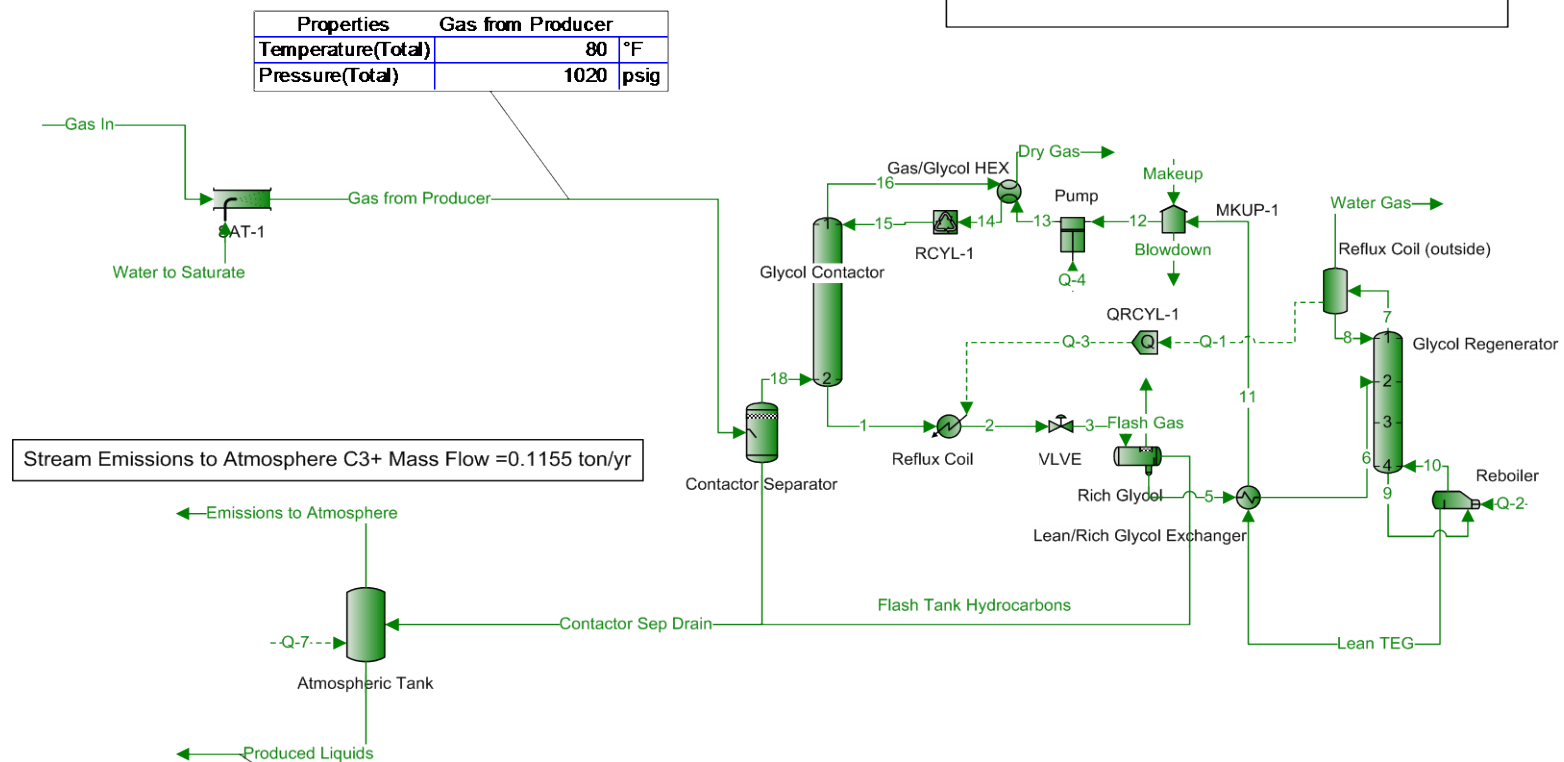 Properties Gas from Producer
Temperature(Total) 80 °F
Pressure(Total) 1020 psig
Gas In
Gas from Producer
SAT-1
Water to Saturate
Dry Gas
Gas/Glycol HEX
16
Makeup
Pump
1
15
14
13
12
MKUP-1
Water Gas
RCYL-1
Blowdown
Reflux Coil (outside)
Glycol Contactor
Q-4
QRCYL-1
7
Q-3
Q
Q-1
8
1
Glycol Regenerator
18
2
2
11
1
2
3
Flash Gas
3
Reflux Coil
VLVE
6
4
10
Stream Emissions to Atmosphere C3+ Mass Flow =0.1155 ton/yr
Contactor Separator
Rich Glycol
5
9
Reboiler
Q-2
Emissions to Atmosphere
Lean/Rich Glycol Exchanger
Flash Tank Hydrocarbons
Contactor Sep Drain
Q-7
Lean TEG
Atmospheric Tank
Produced Liquids